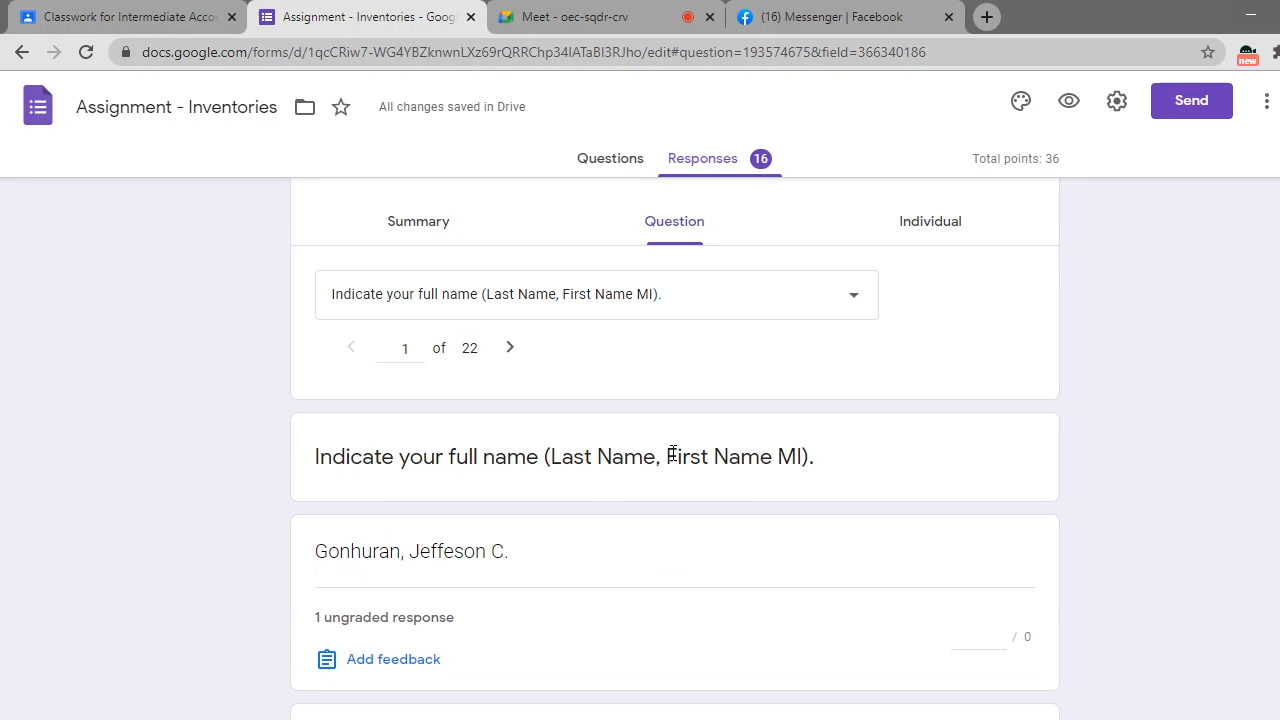 Classwork for Intermediate Acco
Assignment - Inventories - Goog
Meet - oec-sqdr-crv
(16) Messenger | Facebook
docs.google.com/forms/d/1qcCRiw7-WG4YBZknwnLXz69rQRRChp34IATaBI3RJho/edit#question=193574675&field=366340186
new
Assignment - Inventories
All changes saved in Drive
Send
Questions
Responses 16
Total points: 36
Summary
Question
Individual
Indicate your full name (Last Name, First Name MI).
1 of 22
Indicate your full name (Last Name, First Name MI).
Gonhuran, Jeffeson C.
1 ungraded response
/ 0
Add feedback